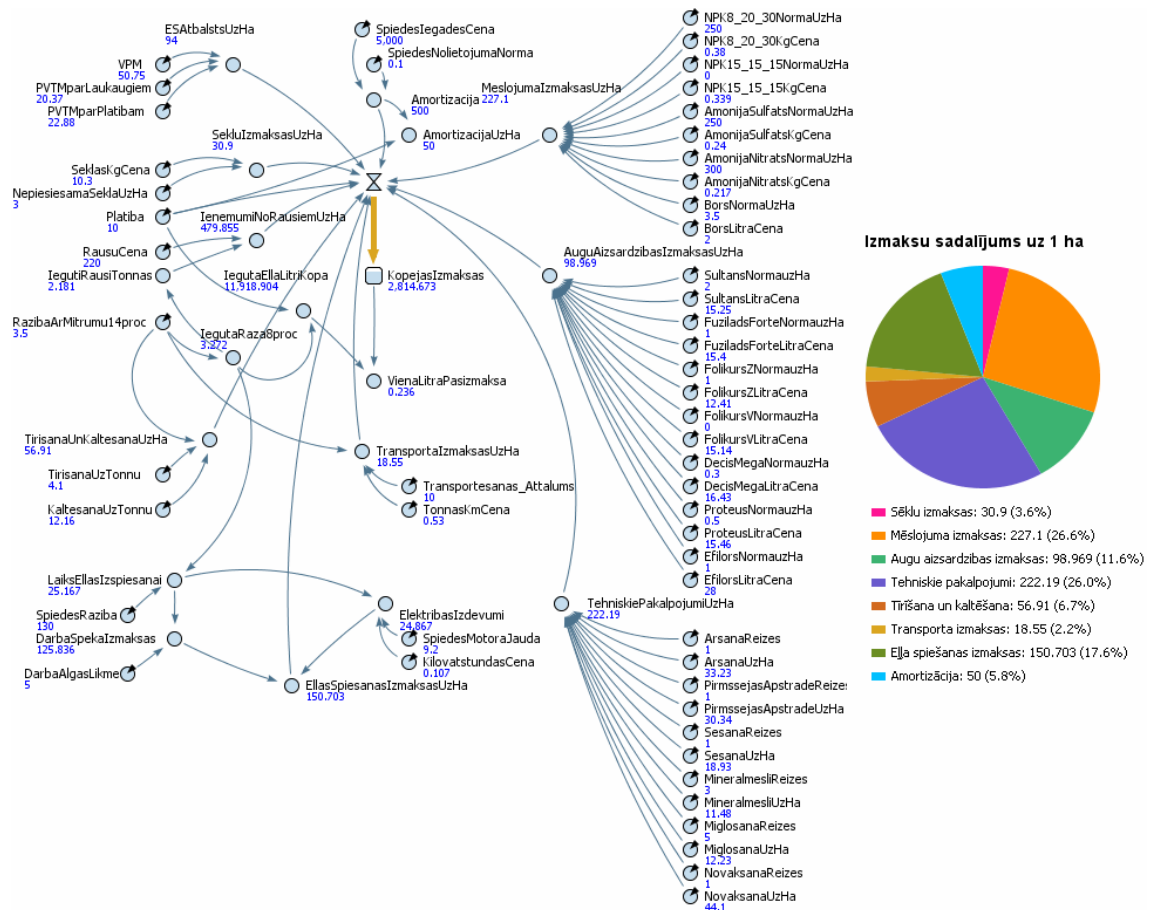 ESAtbalstsUzHa
94
VPM
50.75
PVTMparLaukaugiem
20.37
PVTMparPlatibam
22.88
SpiedesIegadesCena
5,000
SpiedesNolietojumaNorma
0.1
Amortizacija
500
AmortizacijaUzHa
50
SekluIzmaksasUzHa
30.9
SeklasKgCena
10.3
NepiesiesamaSeklaUzHa
3
Platiba
10
IenemumiNoRausiemUzHa
479.855
RausuCena
220
IegutiRausiTonnas
2.181
IegutaEllaLitriKopa
11,918.904
KopejasIzmaksas
2,814.673
RazibaArMitrumu14proc
3.5
IegutaRaza8proc
3.272
VienaLitraPasizmaksa
0.236
TirisanaUnKaltesanaUzHa
56.91
TirisanaUzTonnu
4.1
KaltesanaUzTonnu
12.16
TransportaIzmaksasUzHa
18.55
Transportesanas_Attalums
10
TonnasKmCena
0.53
LaiksEllasIzspiesanai
25.167
SpiedesRaziba
130
DarbaSpekaIzmaksas
125.836
DarbaAlgasLikme
5
ElektribasIzdevumi
24.867
SpiedesMotoraJauda
9.2
KilovatstundasCena
0.107
EllasSpiesanasIzmaksasUzHa
150.703
MeslojumaIzmaksasUzHa
227.1
NPK8_20_30NormaUzHa
250
NPK8_20_30KgCena
0.38
NPK15_15_15NormaUzHa
0
NPK15_15_15KgCena
0.339
AmonijaSulfatsNormaUzHa
250
AmonijaSulfatsKgCena
0.24
AmonijaNitratsNormaUzHa
300
AmonijaNitratsKgCena
0.217
BorsNormaUzHa
3.5
BorsLitraCena
2
AuguAizsardzibasIzmaksasUzHa
98.969
SultansNormauzHa
2
SultansLitraCena
15.25
FuziladsForteNormauzHa
1
FuziladsForteLitraCena
15.4
FolikursZNormauzHa
1
FolikursZLitraCena
12.41
FolikursVNormauzHa
0
FolikursVLitraCena
15.14
DecisMegaNormauzHa
0.3
DecisMegaLitraCena
16.43
ProteusNormauzHa
0.5
ProteusLitraCena
15.46
EfilorsNormauzHa
1
EfilorsLitraCena
28
TehniskiePakalpojumiUzHa
222.19
ArsanaReizes
1
ArsanaUzHa
33.23
PirmssejasApstradeReizes
1
PirmssejasApstradeUzHa
30.34
SesanaReizes
1
SesanaUzHa
18.93
MineralmesliReizes
3
MineralmesliUzHa
11.48
MiglosanaReizes
5
MiglosanaUzHa
12.23
NovaksanaReizes
1
NovaksanaUzHa
44.1
Izmaksu sadalījums uz 1 ha
Sēklu izmaksas: 30.9 (3.6%)
Mēslojuma izmaksas: 227.1 (26.6%)
Augu aizsardzības izmaksas: 98.969 (11.6%)
Tehniskie pakalpojumi: 222.19 (26.0%)
Tīrīšana un kaltēšana: 56.91 (6.7%)
Transporta izmaksas: 18.55 (2.2%)
Eļļa spiešanas izmaksas: 150.703 (17.6%)
Amortizācija: 50 (5.8%)